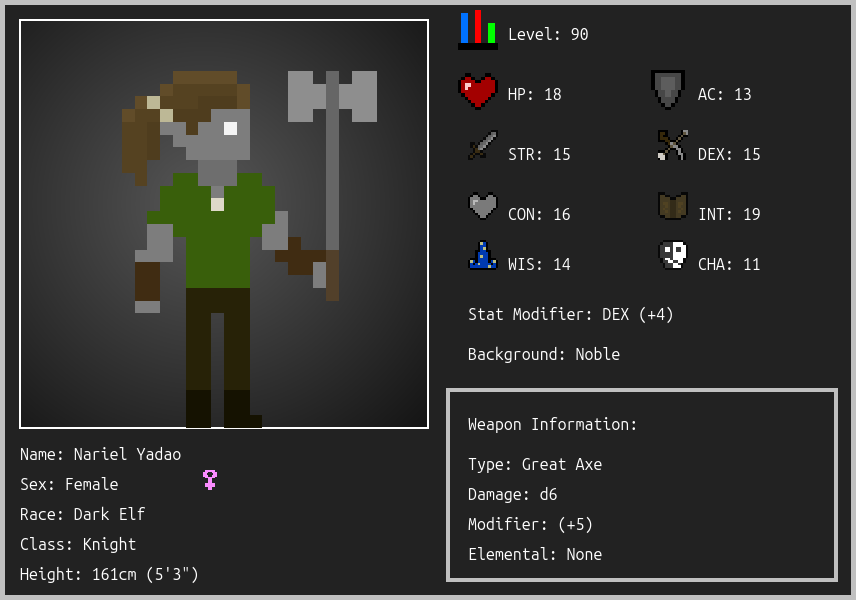 Level: 90
HP: 18
AC: 13
STR: 15
DEX: 15
CON: 16
INT: 19
WIS: 14
CHA: 11
Stat Modifier: DEX (+4)
Background: Noble
Weapon Information:
Type: Great Axe
Damage: d6
Modifier: (+5)
Elemental: None
Name: Nariel Yadao
Sex: Female
Race: Dark Elf
Class: Knight
Height: 161cm (5'3")